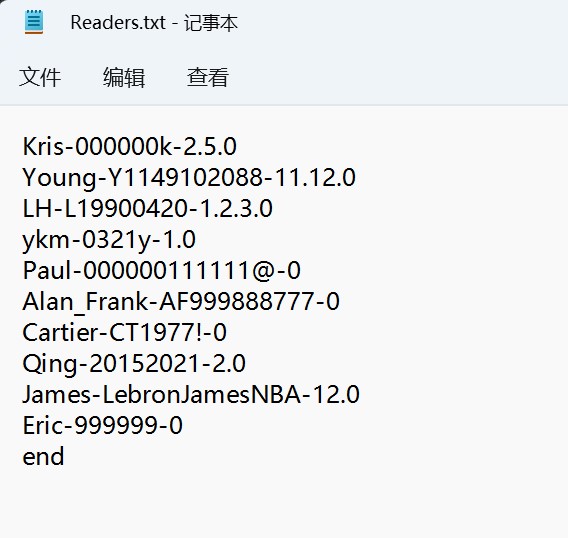 Readers.txt - 记事本
文件 编辑 查看
Kris-000000k-2.5.0
Young-Y1149102088-11.12.0
LH-L19900420-1.2.3.0
ykm-0321y-1.0
Paul-000000111111@-0
Alan_Frank-AF999888777-0
Cartier-CT1977!-0
Qing-20152021-2.0
James-LebronJamesNBA-12.0
Eric-999999-0
end